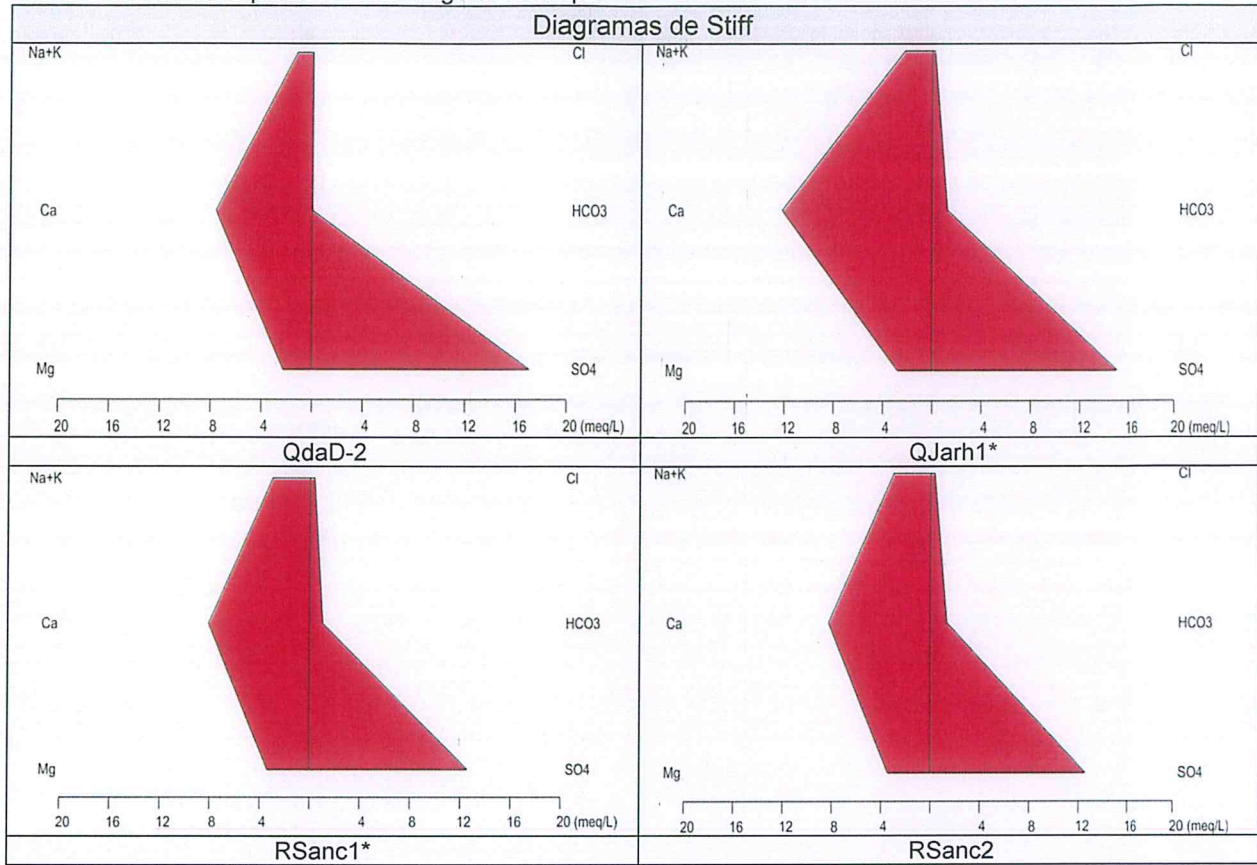 Diagramas de Stiff
Na+K Cl
Ca HCO3
Mg SO4
20 16 12 8 4 4 8 12 16 20 (meq/L)
QdaD-2
Na+K Cl
Ca HCO3
Mg SO4
20 16 12 8 4 4 8 12 16 20 (meq/L)
QJarh1*
Na+K Cl
Ca HCO3
Mg SO4
20 16 12 8 4 4 8 12 16 20 (meq/L)
RSanc1*
Na+K Cl
Ca HCO3
Mg SO4
20 16 12 8 4 4 8 12 16 20 (meq/L)
RSanc2